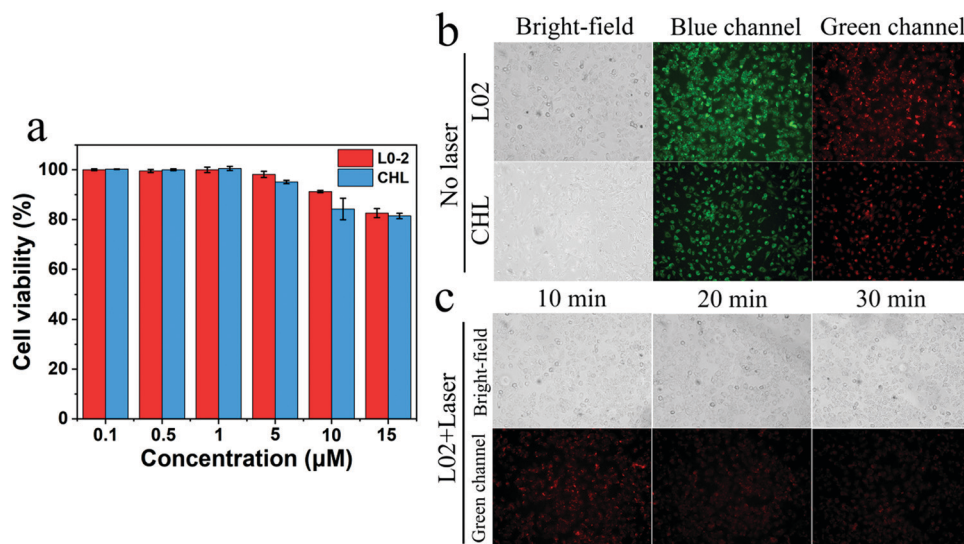 a
Cell viability (%)
100
80
60
40
20
0
L0-2
CHL
0.1 0.5 1 5 10 15
Concentration (μM)
b
Bright-field Blue channel Green channel
No laser
L02
CHL
c
10 min 20 min 30 min
L02+Laser
Bright-field
Green channel